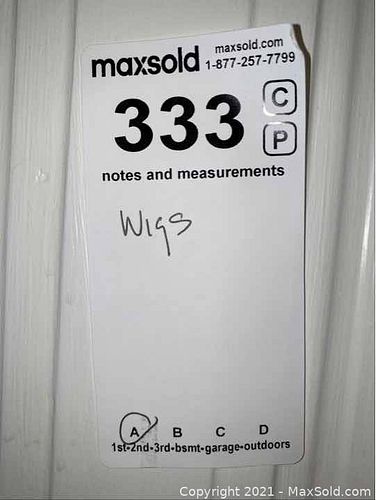 maxsold maxsold.com
1-877-257-7799
333 C
P
notes and measurements
Wigs
A B C D
1st-2nd-3rd-bsmt-garage-outdoors
Copyright 2021 - MaxSold.com